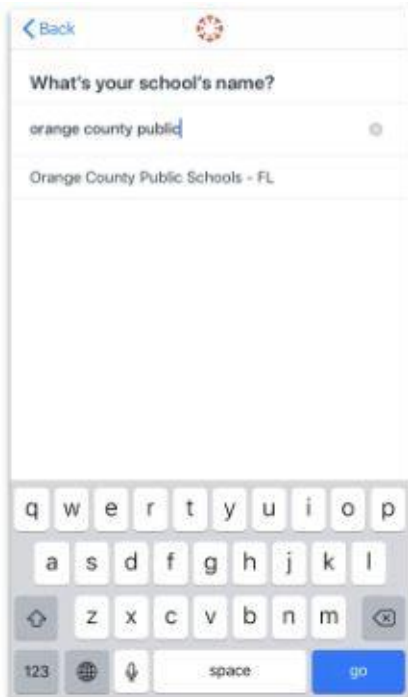 Back
What's your school's name?
orange county public
Orange County Public Schools - FL
q w e r t y u i o p
a s d f g h j k l
z x c v b n m
123 space go